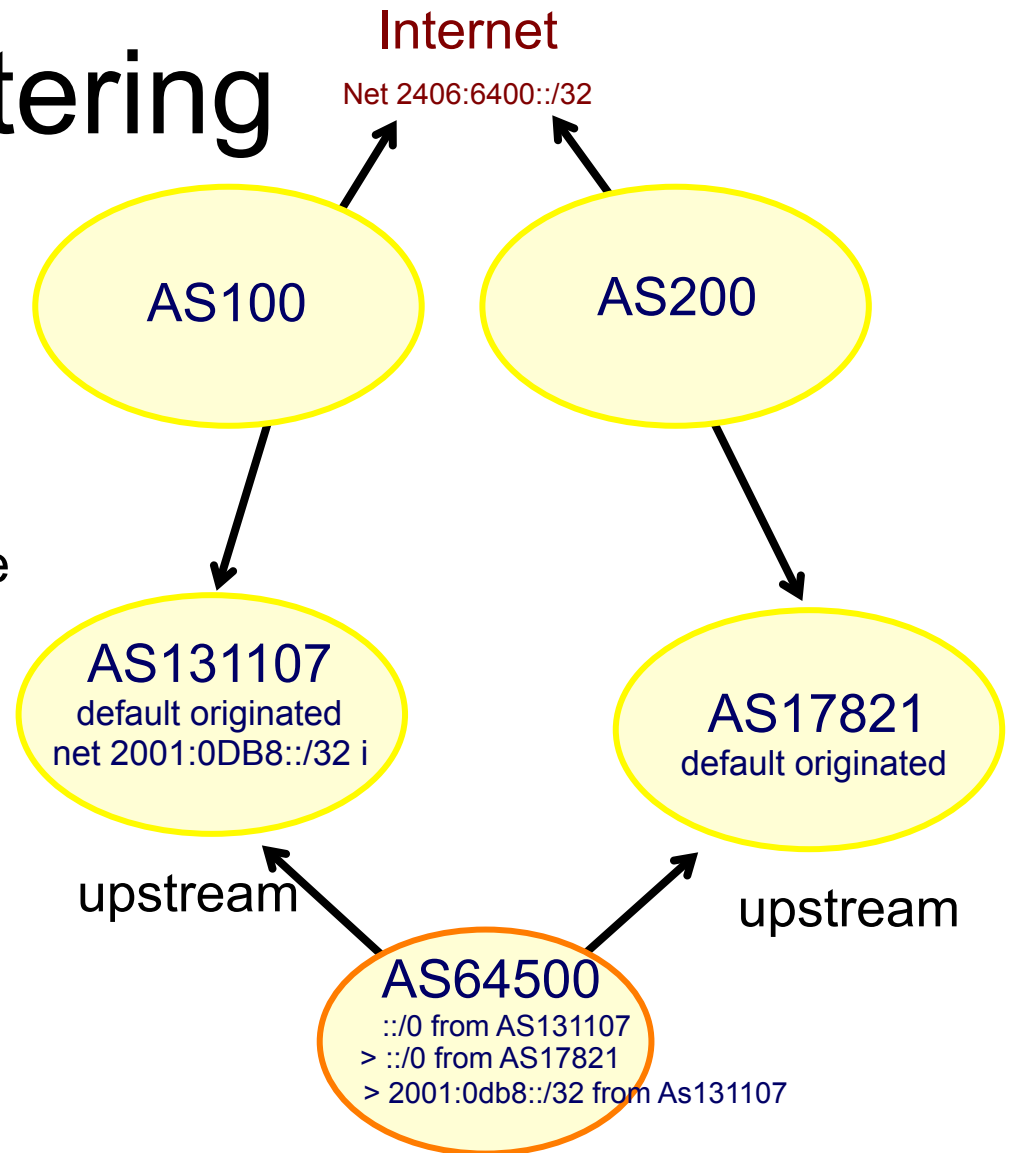 tering
Internet
Net 2406:6400::/32
AS100
AS200
e
AS131107
default originated
net 2001:0DB8::/32 i
AS17821
default originated
upstream
upstream
AS64500
::/0 from AS131107
> ::/0 from AS17821
> 2001:0db8::/32 from As131107